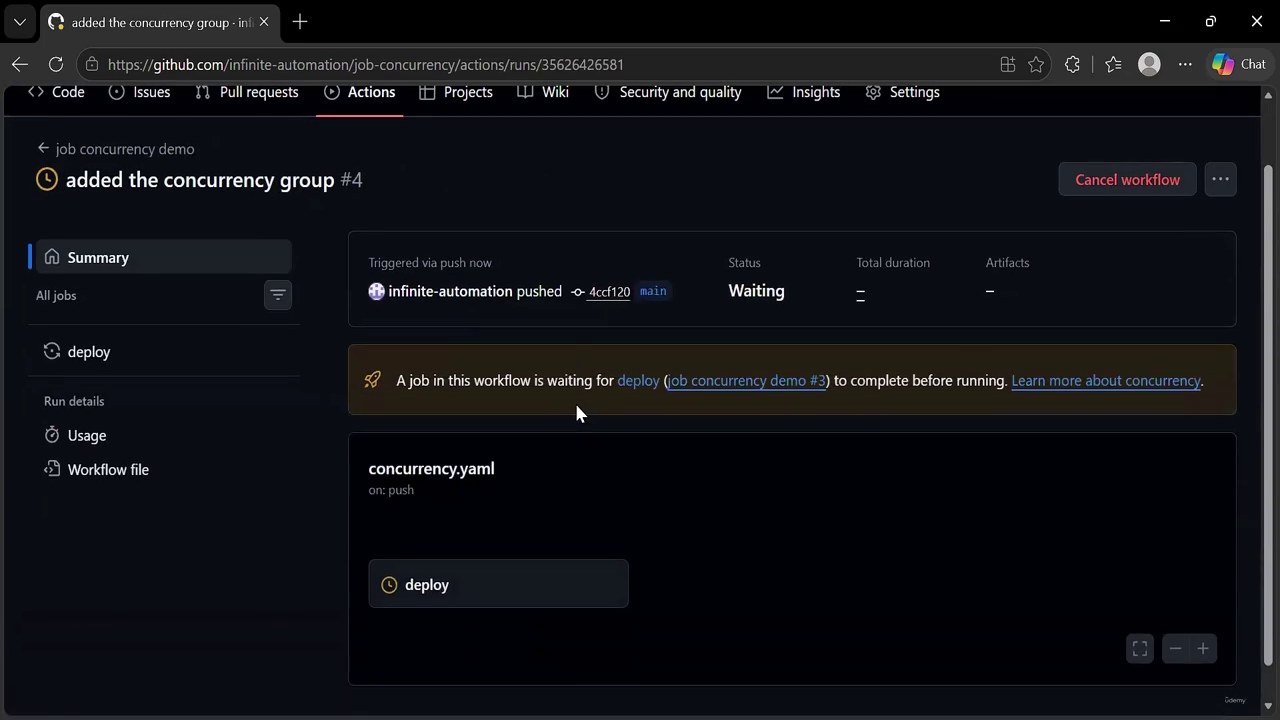 added the concurrency group · inf
https://github.com/infinite-automation/job-concurrency/actions/runs/35626426581
Chat
Code
Issues
Pull requests
Actions
Projects
Wiki
Security and quality
Insights
Settings
job concurrency demo
added the concurrency group #4
Cancel workflow
Summary
All jobs
deploy
Run details
Usage
Workflow file
Triggered via push now
infinite-automation pushed 4ccf120 main
Status
Waiting
Total duration
–
Artifacts
–
A job in this workflow is waiting for deploy (job concurrency demo #3) to complete before running. Learn more about concurrency.
concurrency.yaml
on: push
deploy
Udemy